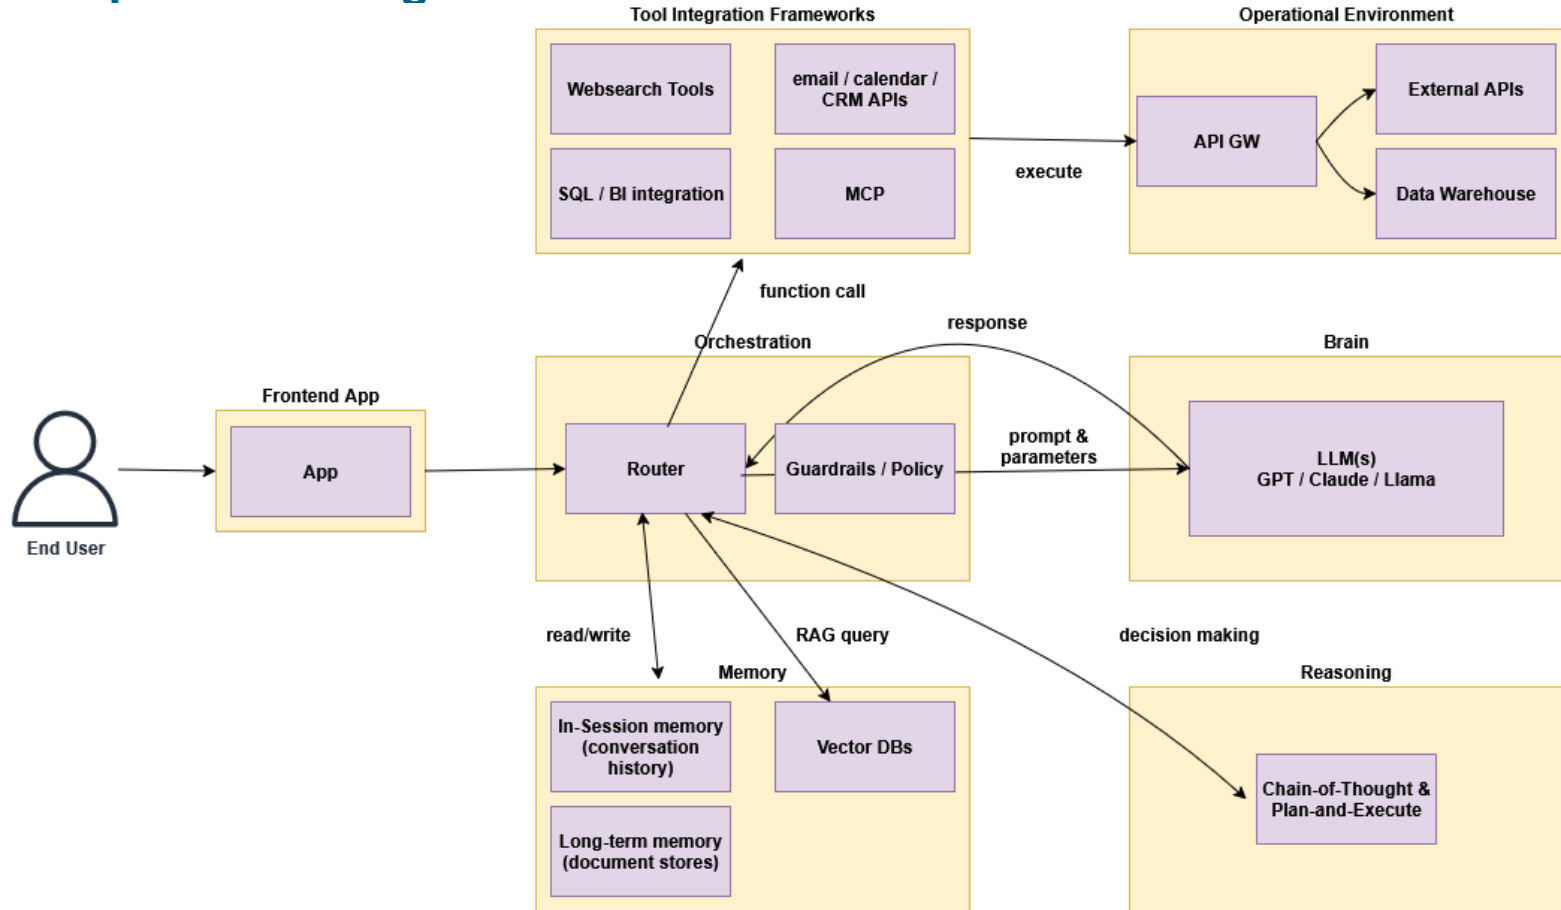 Tool Integration Frameworks
Operational Environment
Websearch Tools
email / calendar /
CRM APIs
SQL / BI integration
MCP
execute
API GW
External APIs
Data Warehouse
function call
response
Orchestration
Brain
Frontend App
App
Router
Guardrails / Policy
prompt &
parameters
LLM(s)
GPT / Claude / Llama
End User
read/write
RAG query
decision making
Memory
Reasoning
In-Session memory
(conversation
history)
Vector DBs
Long-term memory
(document stores)
Chain-of-Thought &
Plan-and-Execute